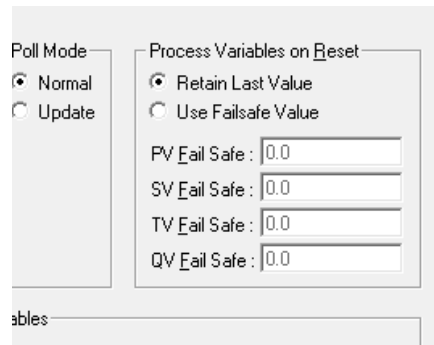 Poll Mode
Normal
Update
Process Variables on Reset
Retain Last Value
Use Failsafe Value
PV Fail Safe : 0.0
SV Fail Safe : 0.0
TV Fail Safe : 0.0
QV Fail Safe : 0.0
ables